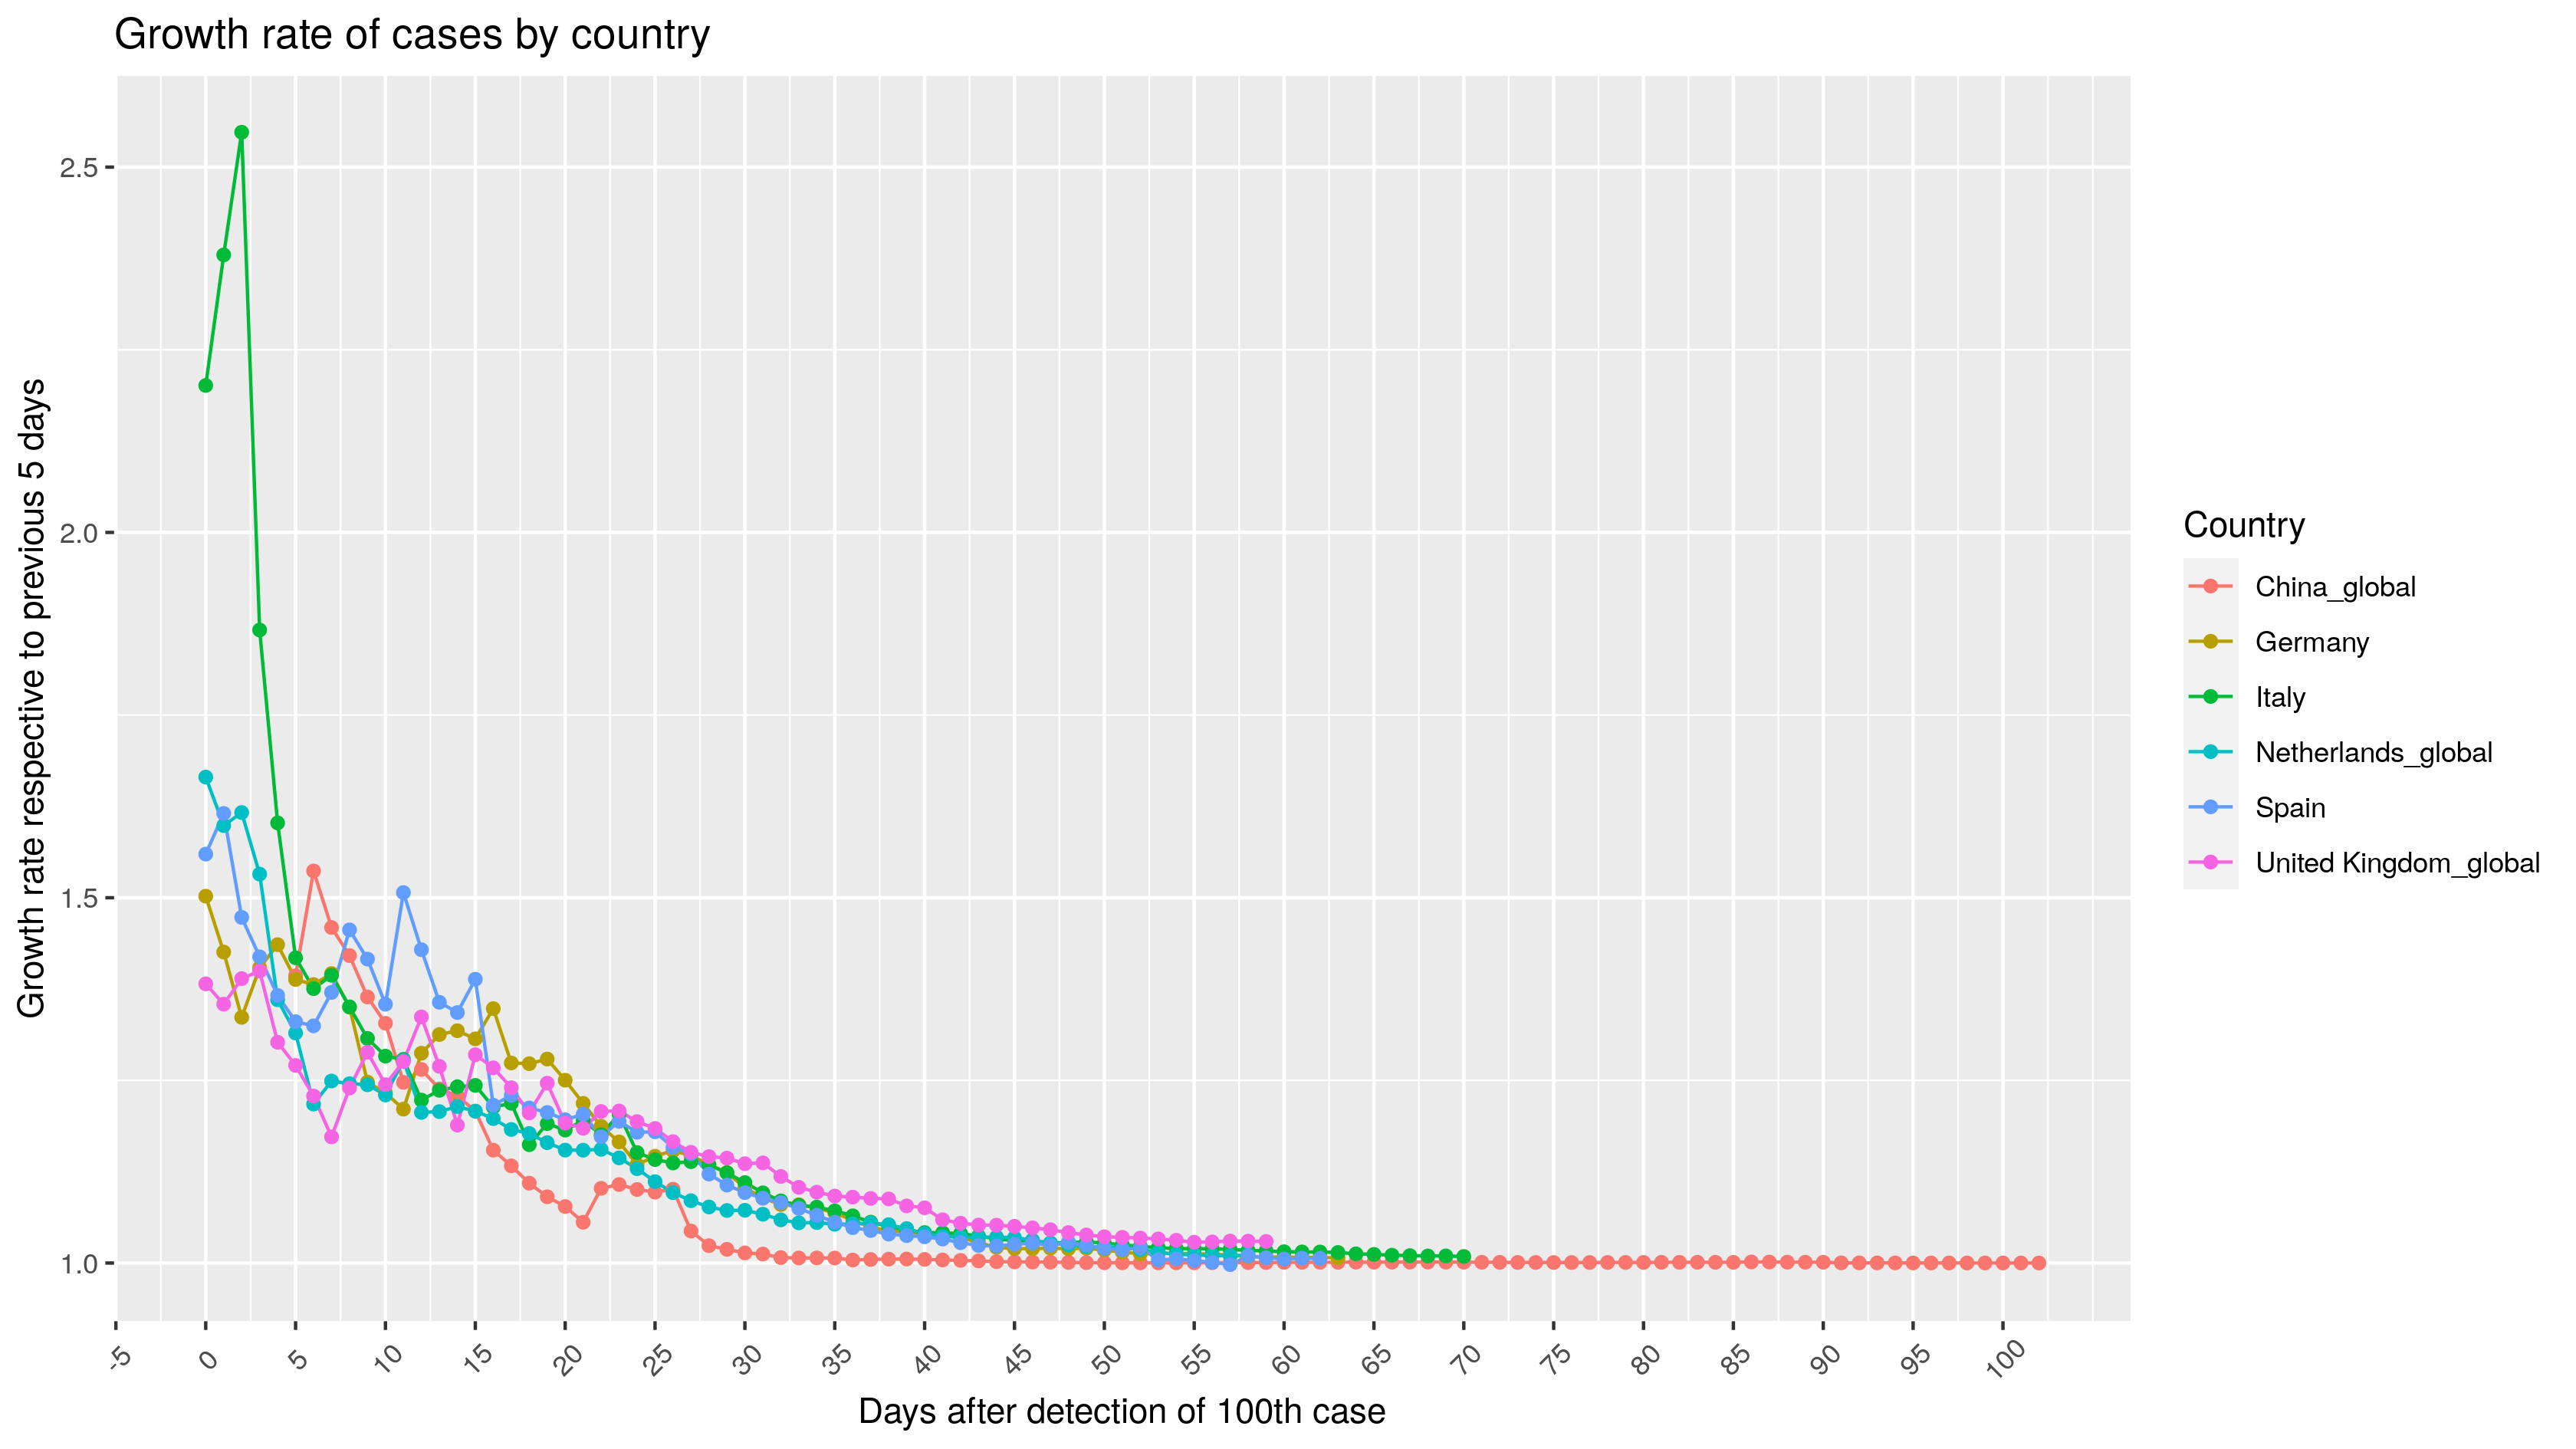 Growth rate of cases by country
Growth rate respective to previous 5 days
2.5
2.0
1.5
1.0
-5 0 5 10 15 20 25 30 35 40 45 50 55 60 65 70 75 80 85 90 95 100
Days after detection of 100th case
Country
China_global
Germany
Italy
Netherlands_global
Spain
United Kingdom_global